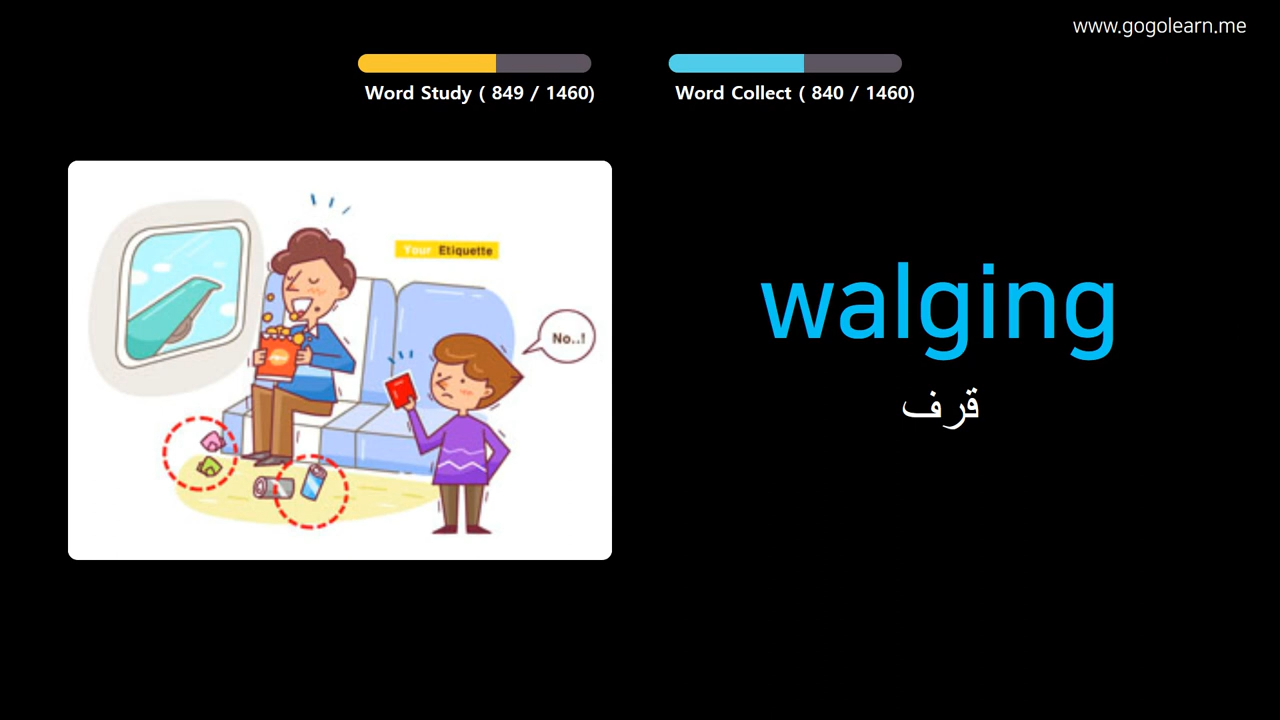 www.gogolearn.me
Word Study ( 849 / 1460)
Word Collect ( 840 / 1460)
Your Etiquette
No..!
walging
قرف